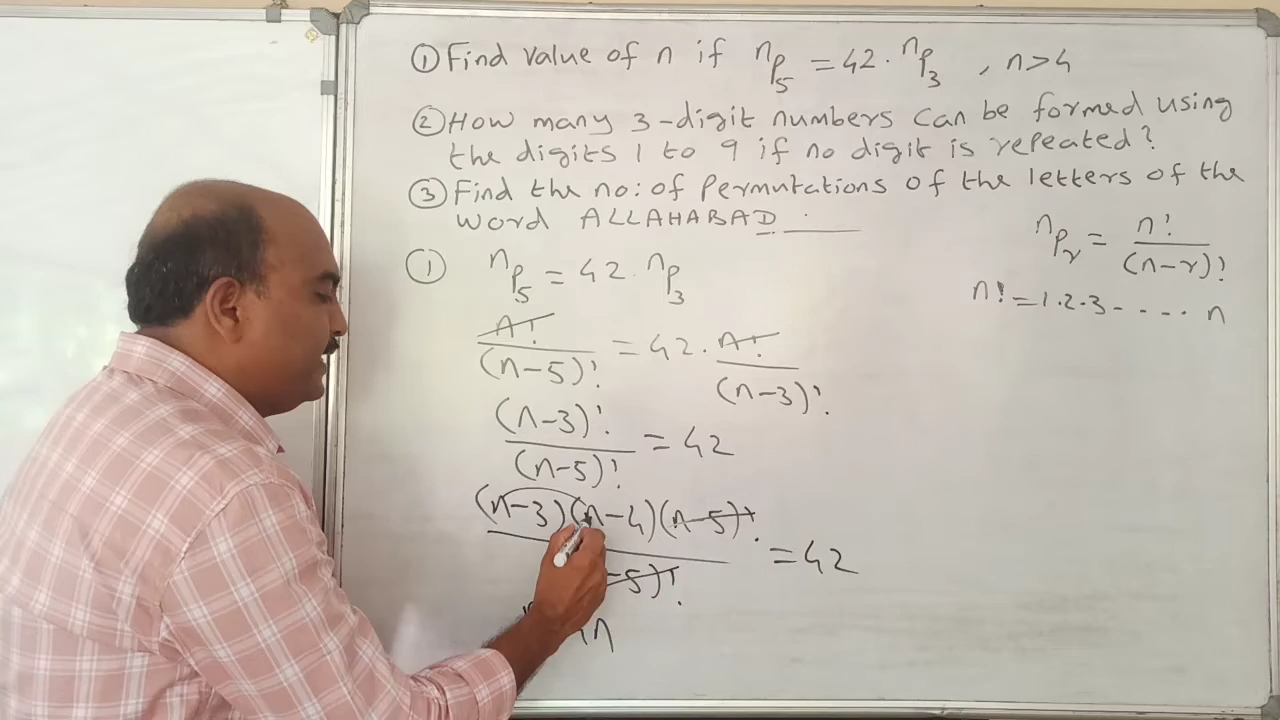 ① Find value of n if nP5 = 42. nP3 , n>4
② How many 3-digit numbers can be formed using
the digits 1 to 9 if no digit is repeated?
③ Find the no: of Permutations of the letters of the
word ALLAHABAD.
nPr = n! / (n-r)!
n! = 1.2.3 - . - . . n
① nP5 = 42. nP3
n! / (n-5)! = 42. n! / (n-3)!
(n-3)! / (n-5)! = 42
(n-3)(n-4)(n-5)! / -5)! = 42
n